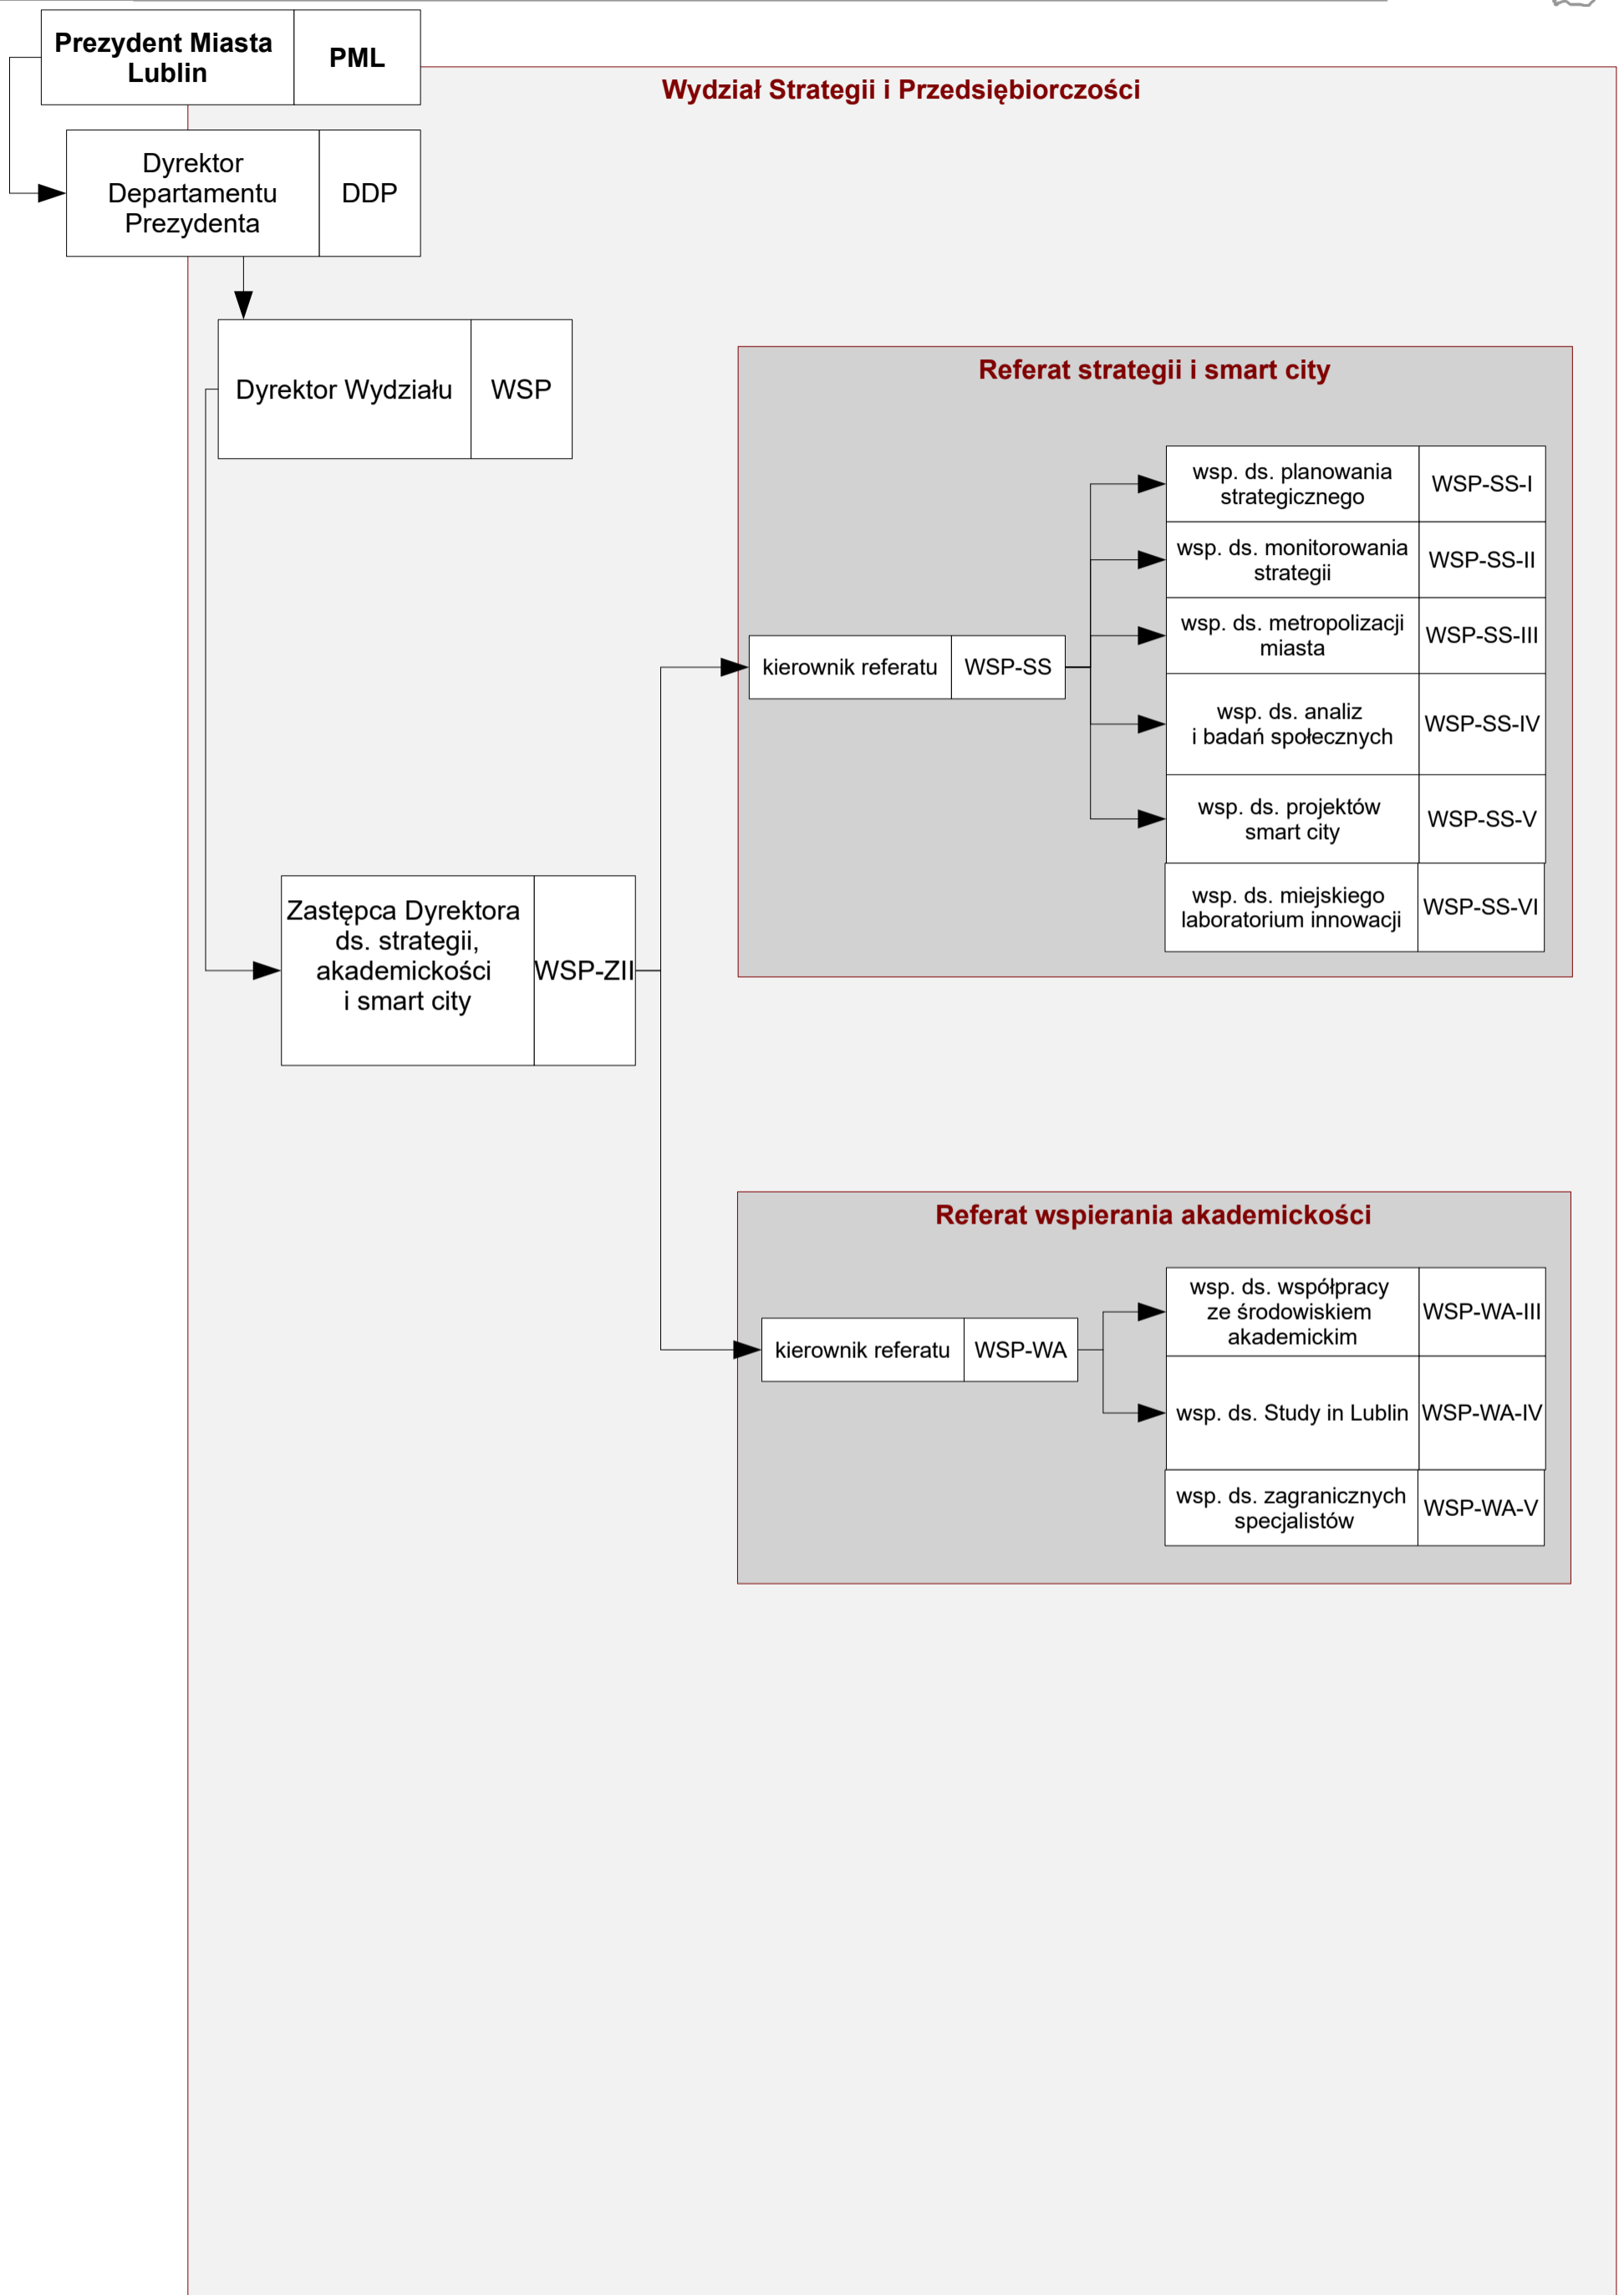 Prezydent Miasta
Lublin
PML
Wydział Strategii i Przedsiębiorczości
Dyrektor
Departamentu
Prezydenta
DDP
Dyrektor Wydziału
WSP
Referat strategii i smart city
wsp. ds. planowania
strategicznego
WSP-SS-I
wsp. ds. monitorowania
strategii
WSP-SS-II
wsp. ds. metropolizacji
miasta
WSP-SS-III
kierownik referatu
WSP-SS
wsp. ds. analiz
i badań społecznych
WSP-SS-IV
wsp. ds. projektów
smart city
WSP-SS-V
wsp. ds. miejskiego
laboratorium innowacji
WSP-SS-VI
Zastępca Dyrektora
ds. strategii,
akademickości
i smart city
WSP-ZII
Referat wspierania akademickości
wsp. ds. współpracy
ze środowiskiem
akademickim
WSP-WA-III
kierownik referatu
WSP-WA
wsp. ds. Study in Lublin
WSP-WA-IV
wsp. ds. zagranicznych
specjalistów
WSP-WA-V